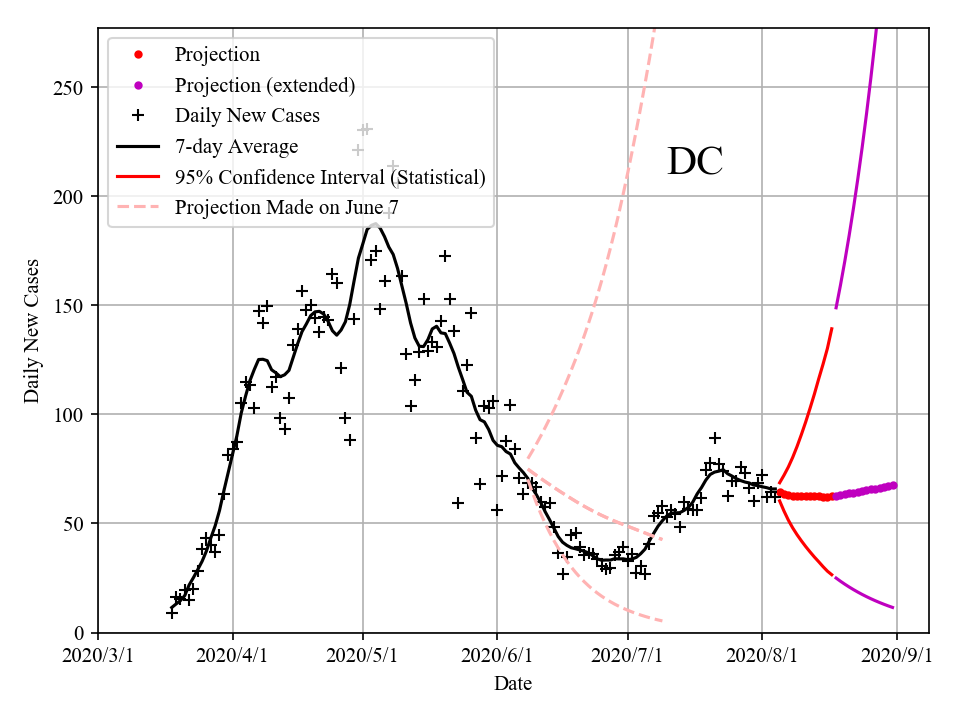 Projection
Projection (extended)
Daily New Cases
7-day Average
95% Confidence Interval (Statistical)
Projection Made on June 7
DC
250
200
150
100
50
0
Daily New Cases
2020/3/1 2020/4/1 2020/5/1 2020/6/1 2020/7/1 2020/8/1 2020/9/1
Date